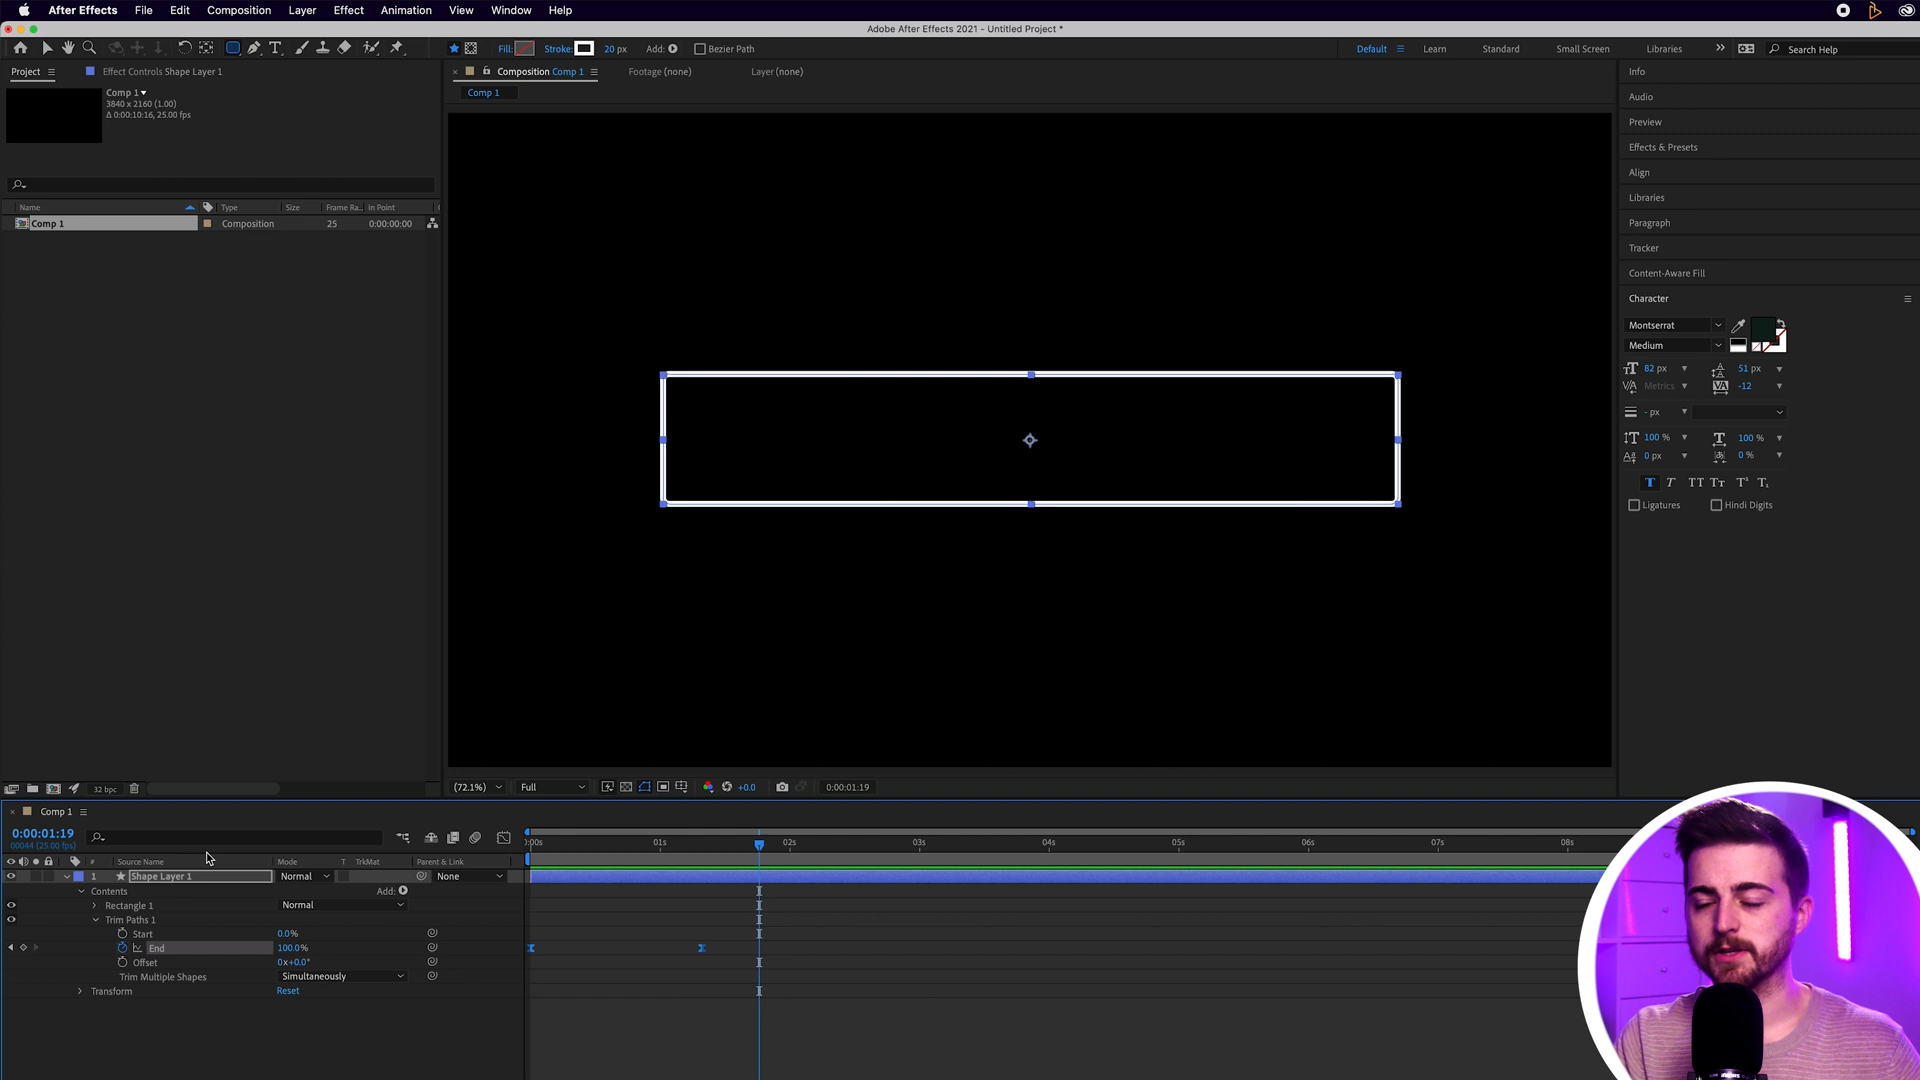 After Effects File Edit Composition Layer Effect Animation View Window Help
Adobe After Effects 2021 - Untitled Project *
Fill: Stroke: 20 px Add: Bezier Path Default Learn Standard Small Screen Libraries Search Help
Project Effect Controls Shape Layer 1 Composition Comp 1 Footage (none) Layer (none)
Comp 1
Comp 1
3840 x 2160 (1.00)
Δ 0:00:10:16, 25.00 fps
Name Type Size Frame Ra... In Point
Comp 1 Composition 25 0:00:00:00
Info
Audio
Preview
Effects & Presets
Align
Libraries
Paragraph
Tracker
Content-Aware Fill
Character
Montserrat
Medium
82 px 51 px
Metrics -12
- px
100 % 100 %
0 px 0 %
T T TT Tт T¹ T₁
Ligatures Hindi Digits
32 bpc
(72.1%) Full +0.0 0:00:01:19
Comp 1
0:00:01:19
00044 (25.00 fps)
:00s 01s 02s 03s 04s 05s 06s 07s 08s
# Source Name Mode T TrkMat Parent & Link
1 Shape Layer 1 Normal None
Contents Add:
Rectangle 1 Normal
Trim Paths 1
Start 0.0%
End 100.0%
Offset 0x+0.0°
Trim Multiple Shapes Simultaneously
Transform Reset